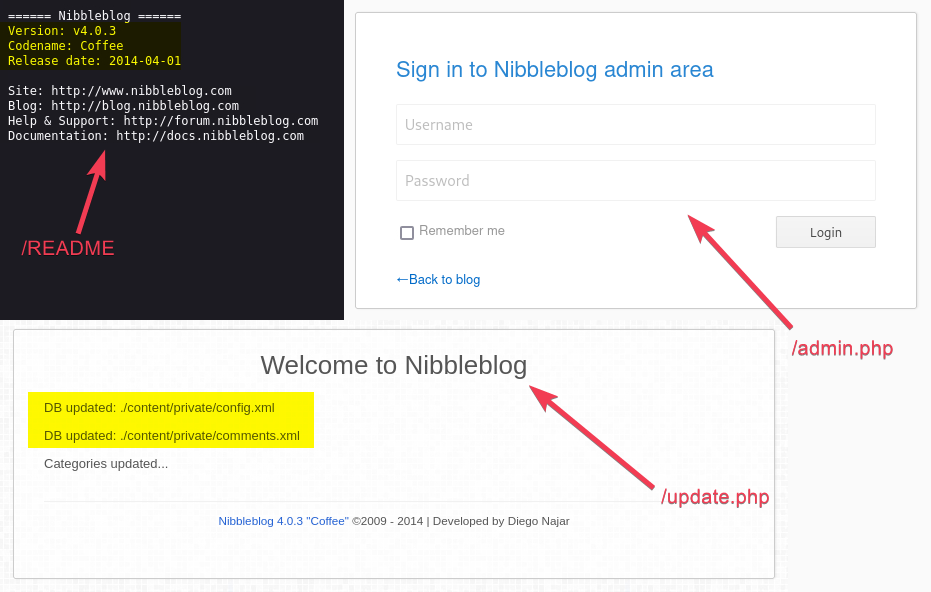 ====== Nibbleblog ======
Version: v4.0.3
Codename: Coffee
Release date: 2014-04-01
Site: http://www.nibbleblog.com
Blog: http://blog.nibbleblog.com
Help & Support: http://forum.nibbleblog.com
Documentation: http://docs.nibbleblog.com
/README
Sign in to Nibbleblog admin area
Username
Password
Remember me
Login
←Back to blog
/admin.php
Welcome to Nibbleblog
DB updated: ./content/private/config.xml
DB updated: ./content/private/comments.xml
Categories updated...
/update.php
Nibbleblog 4.0.3 "Coffee" ©2009 - 2014 | Developed by Diego Najar